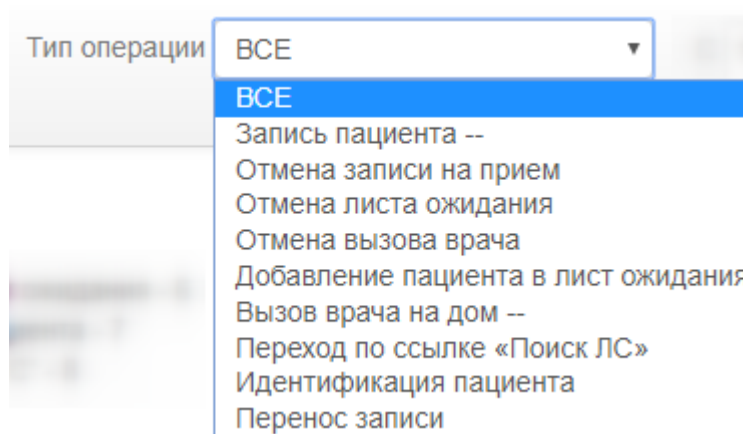 Тип операции ВСЕ
ВСЕ
Запись пациента --
Отмена записи на прием
Отмена листа ожидания
Отмена вызова врача
Добавление пациента в лист ожидания
Вызов врача на дом --
Переход по ссылке «Поиск ЛС»
Идентификация пациента
Перенос записи